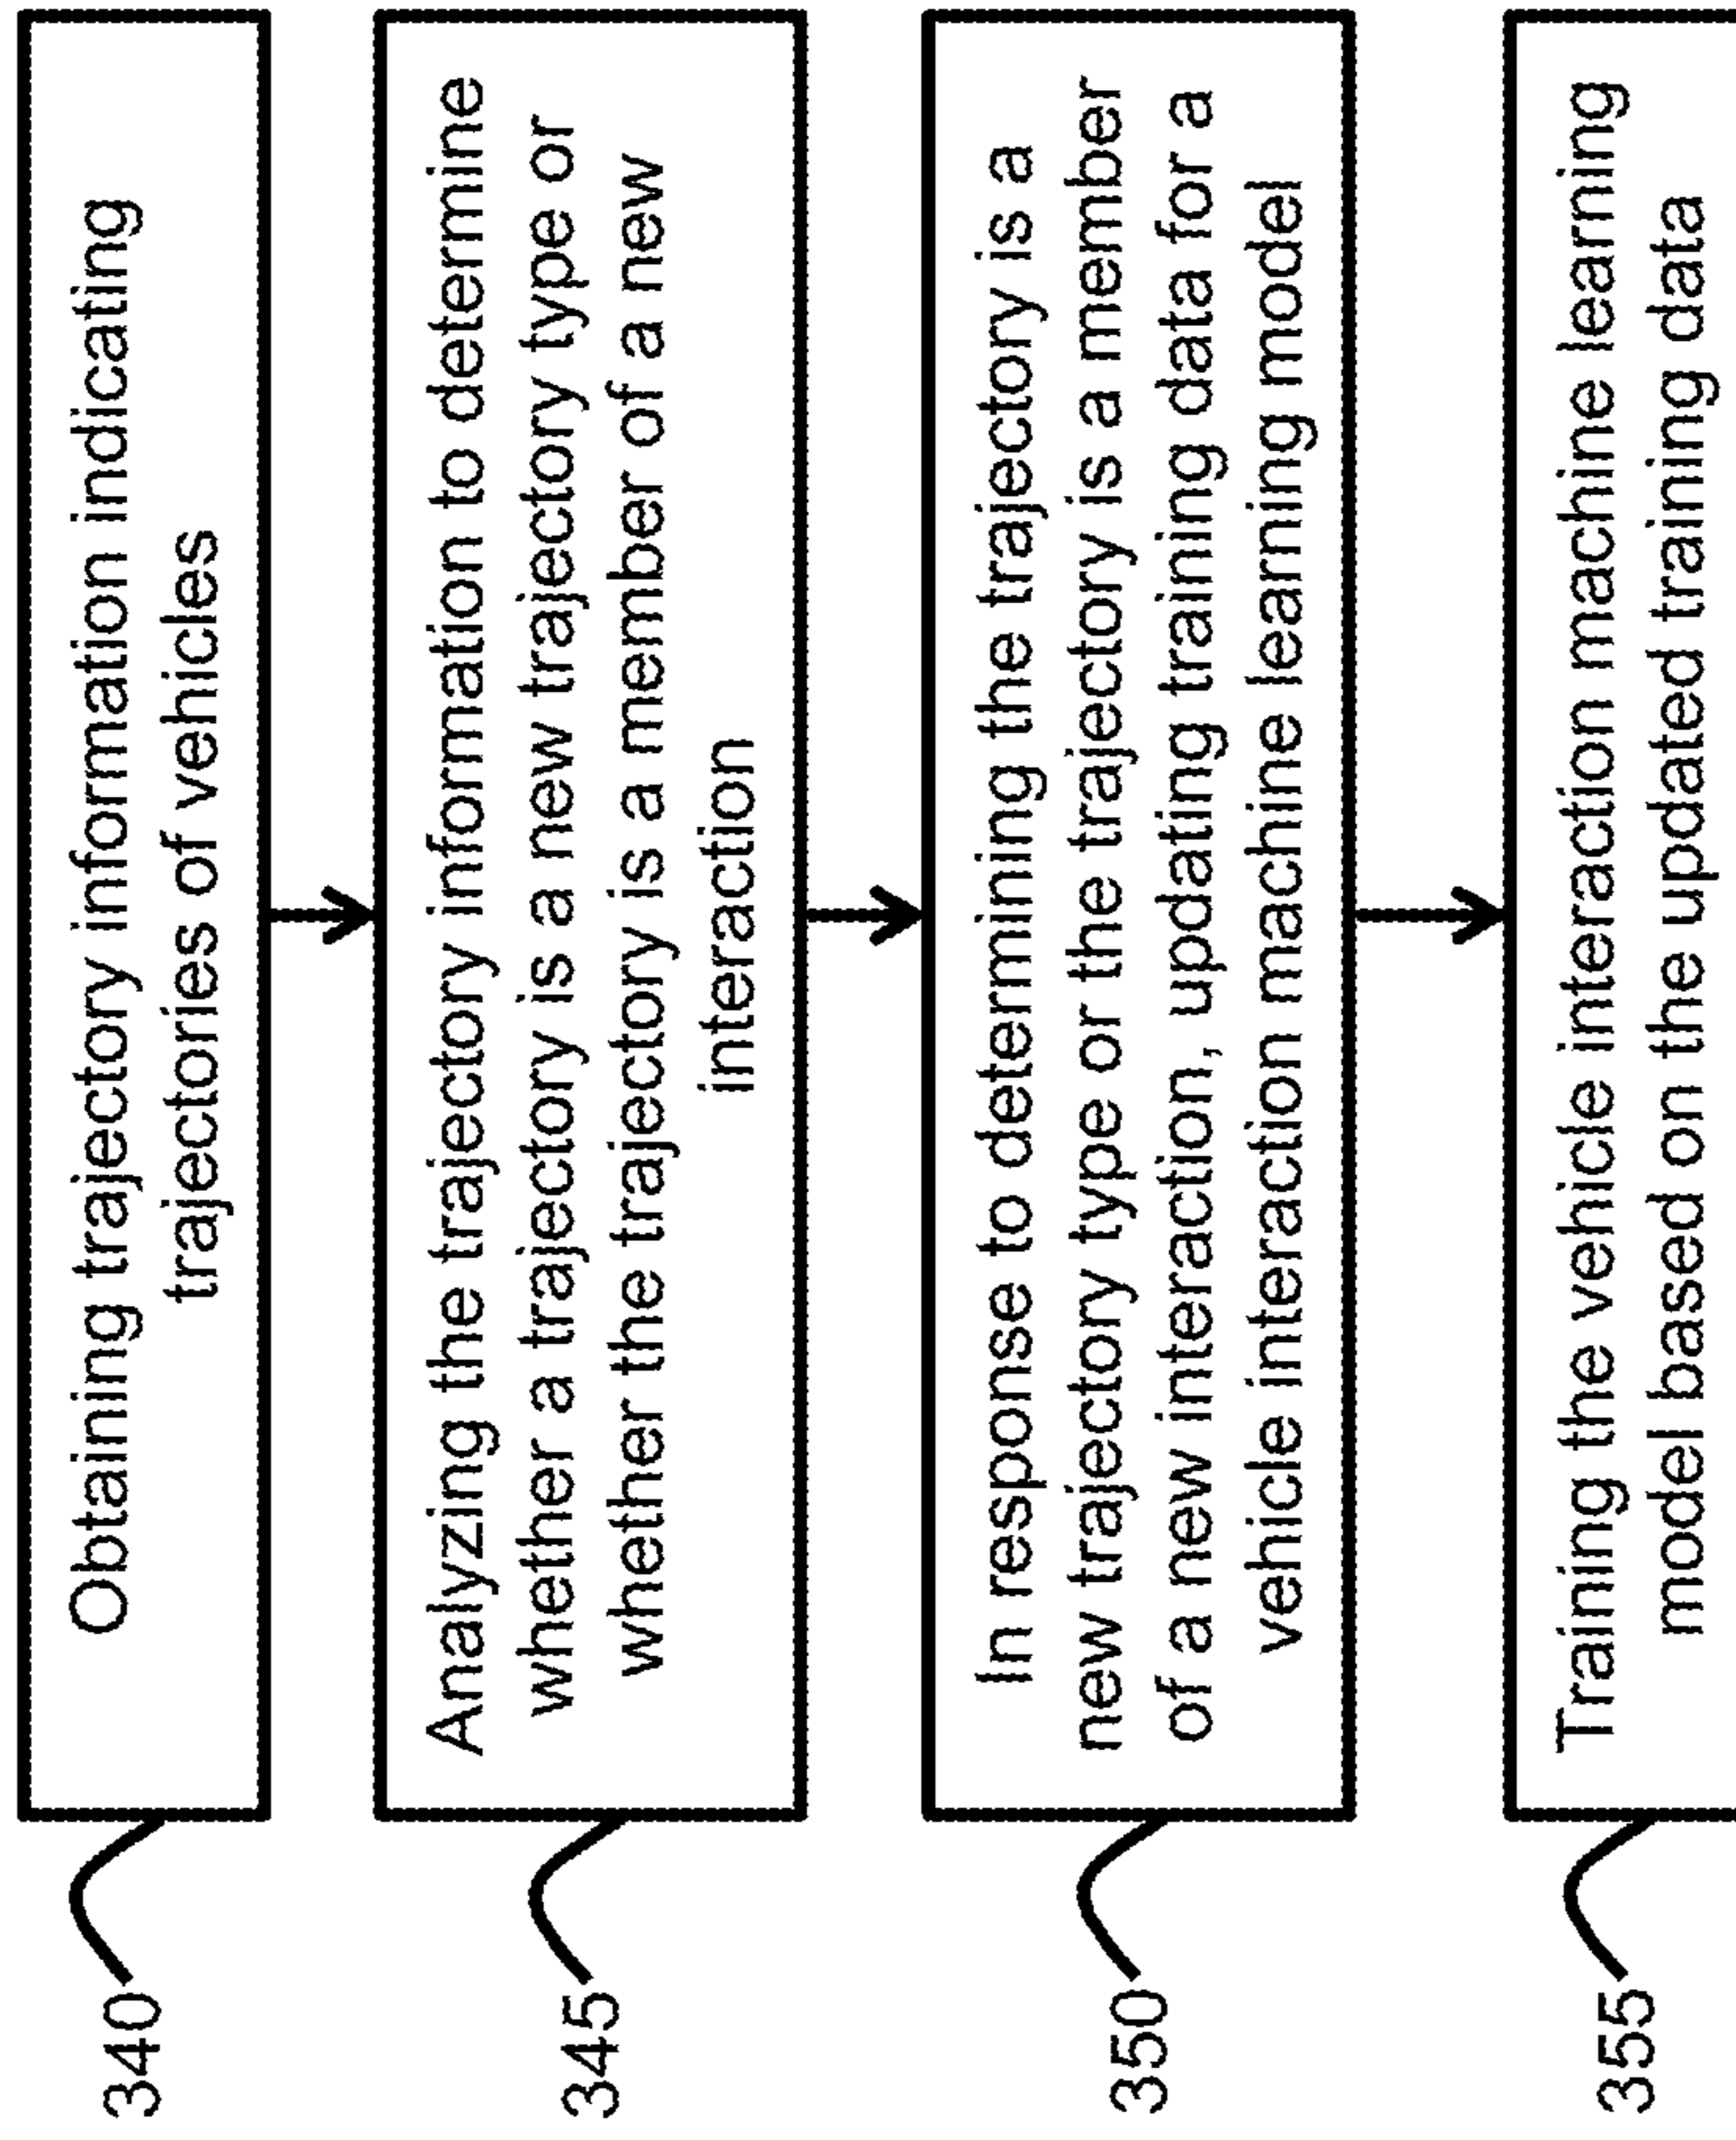 340
Obtaining trajectory information indicating
trajectories of vehicles
345
Analyzing the trajectory information to determine
whether a trajectory is a new trajectory type or
whether the trajectory is a member of a new
interaction
350
In response to determining the trajectory is a
new trajectory type or the trajectory is a member
of a new interaction, updating training data for a
vehicle interaction machine learning model
355
Training the vehicle interaction machine learning
model based on the updated training data